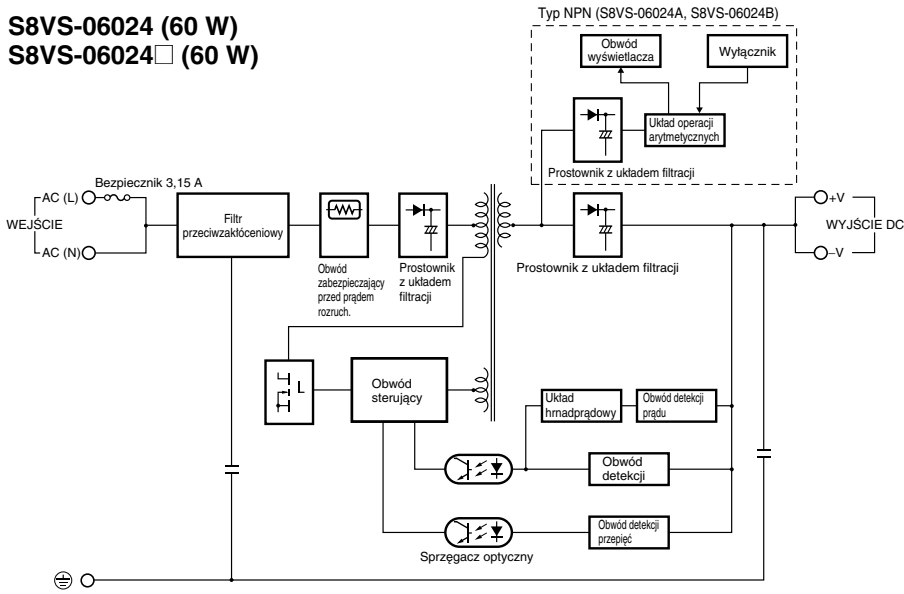 S8VS-06024 (60 W)
S8VS-06024□ (60 W)
Typ NPN (S8VS-06024A, S8VS-06024B)
Obwód
wyświetlacza
Wyłącznik
Układ operacji
arytmetycznych
Prostownik z układem filtracji
Bezpiecznik 3,15 A
AC (L)
WEJŚCIE
AC (N)
Filtr
przeciwzakłóceniowy
Obwód
zabezpieczający
przed prądem
rozruch.
Prostownik
z układem
filtracji
Prostownik z układem filtracji
+V
WYJŚCIE DC
–V
Obwód
sterujący
Układ
hrnadprądowy
Obwód detekcji
prądu
Obwód
detekcji
Obwód detekcji
przepięć
Sprzęgacz optyczny